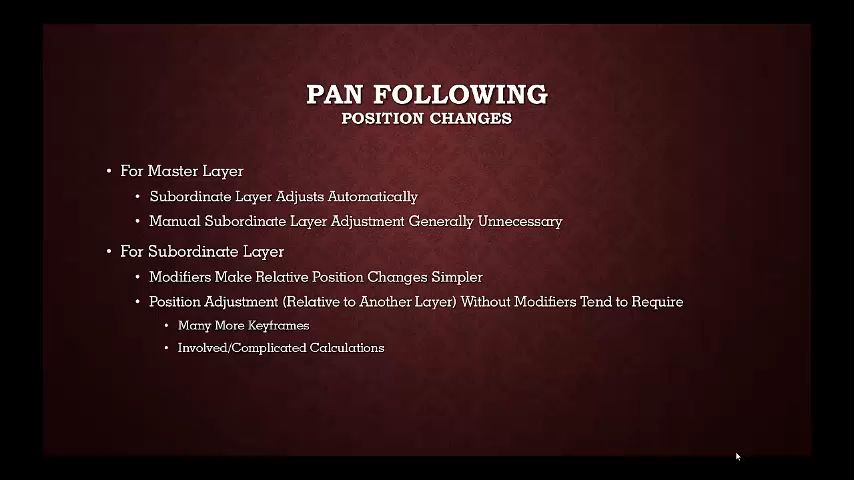 PAN FOLLOWING
POSITION CHANGES
• For Master Layer
• Subordinate Layer Adjusts Automatically
• Manual Subordinate Layer Adjustment Generally Unnecessary
• For Subordinate Layer
• Modifiers Make Relative Position Changes Simpler
• Position Adjustment (Relative to Another Layer) Without Modifiers Tend to Require
• Many More Keyframes
• Involved/Complicated Calculations